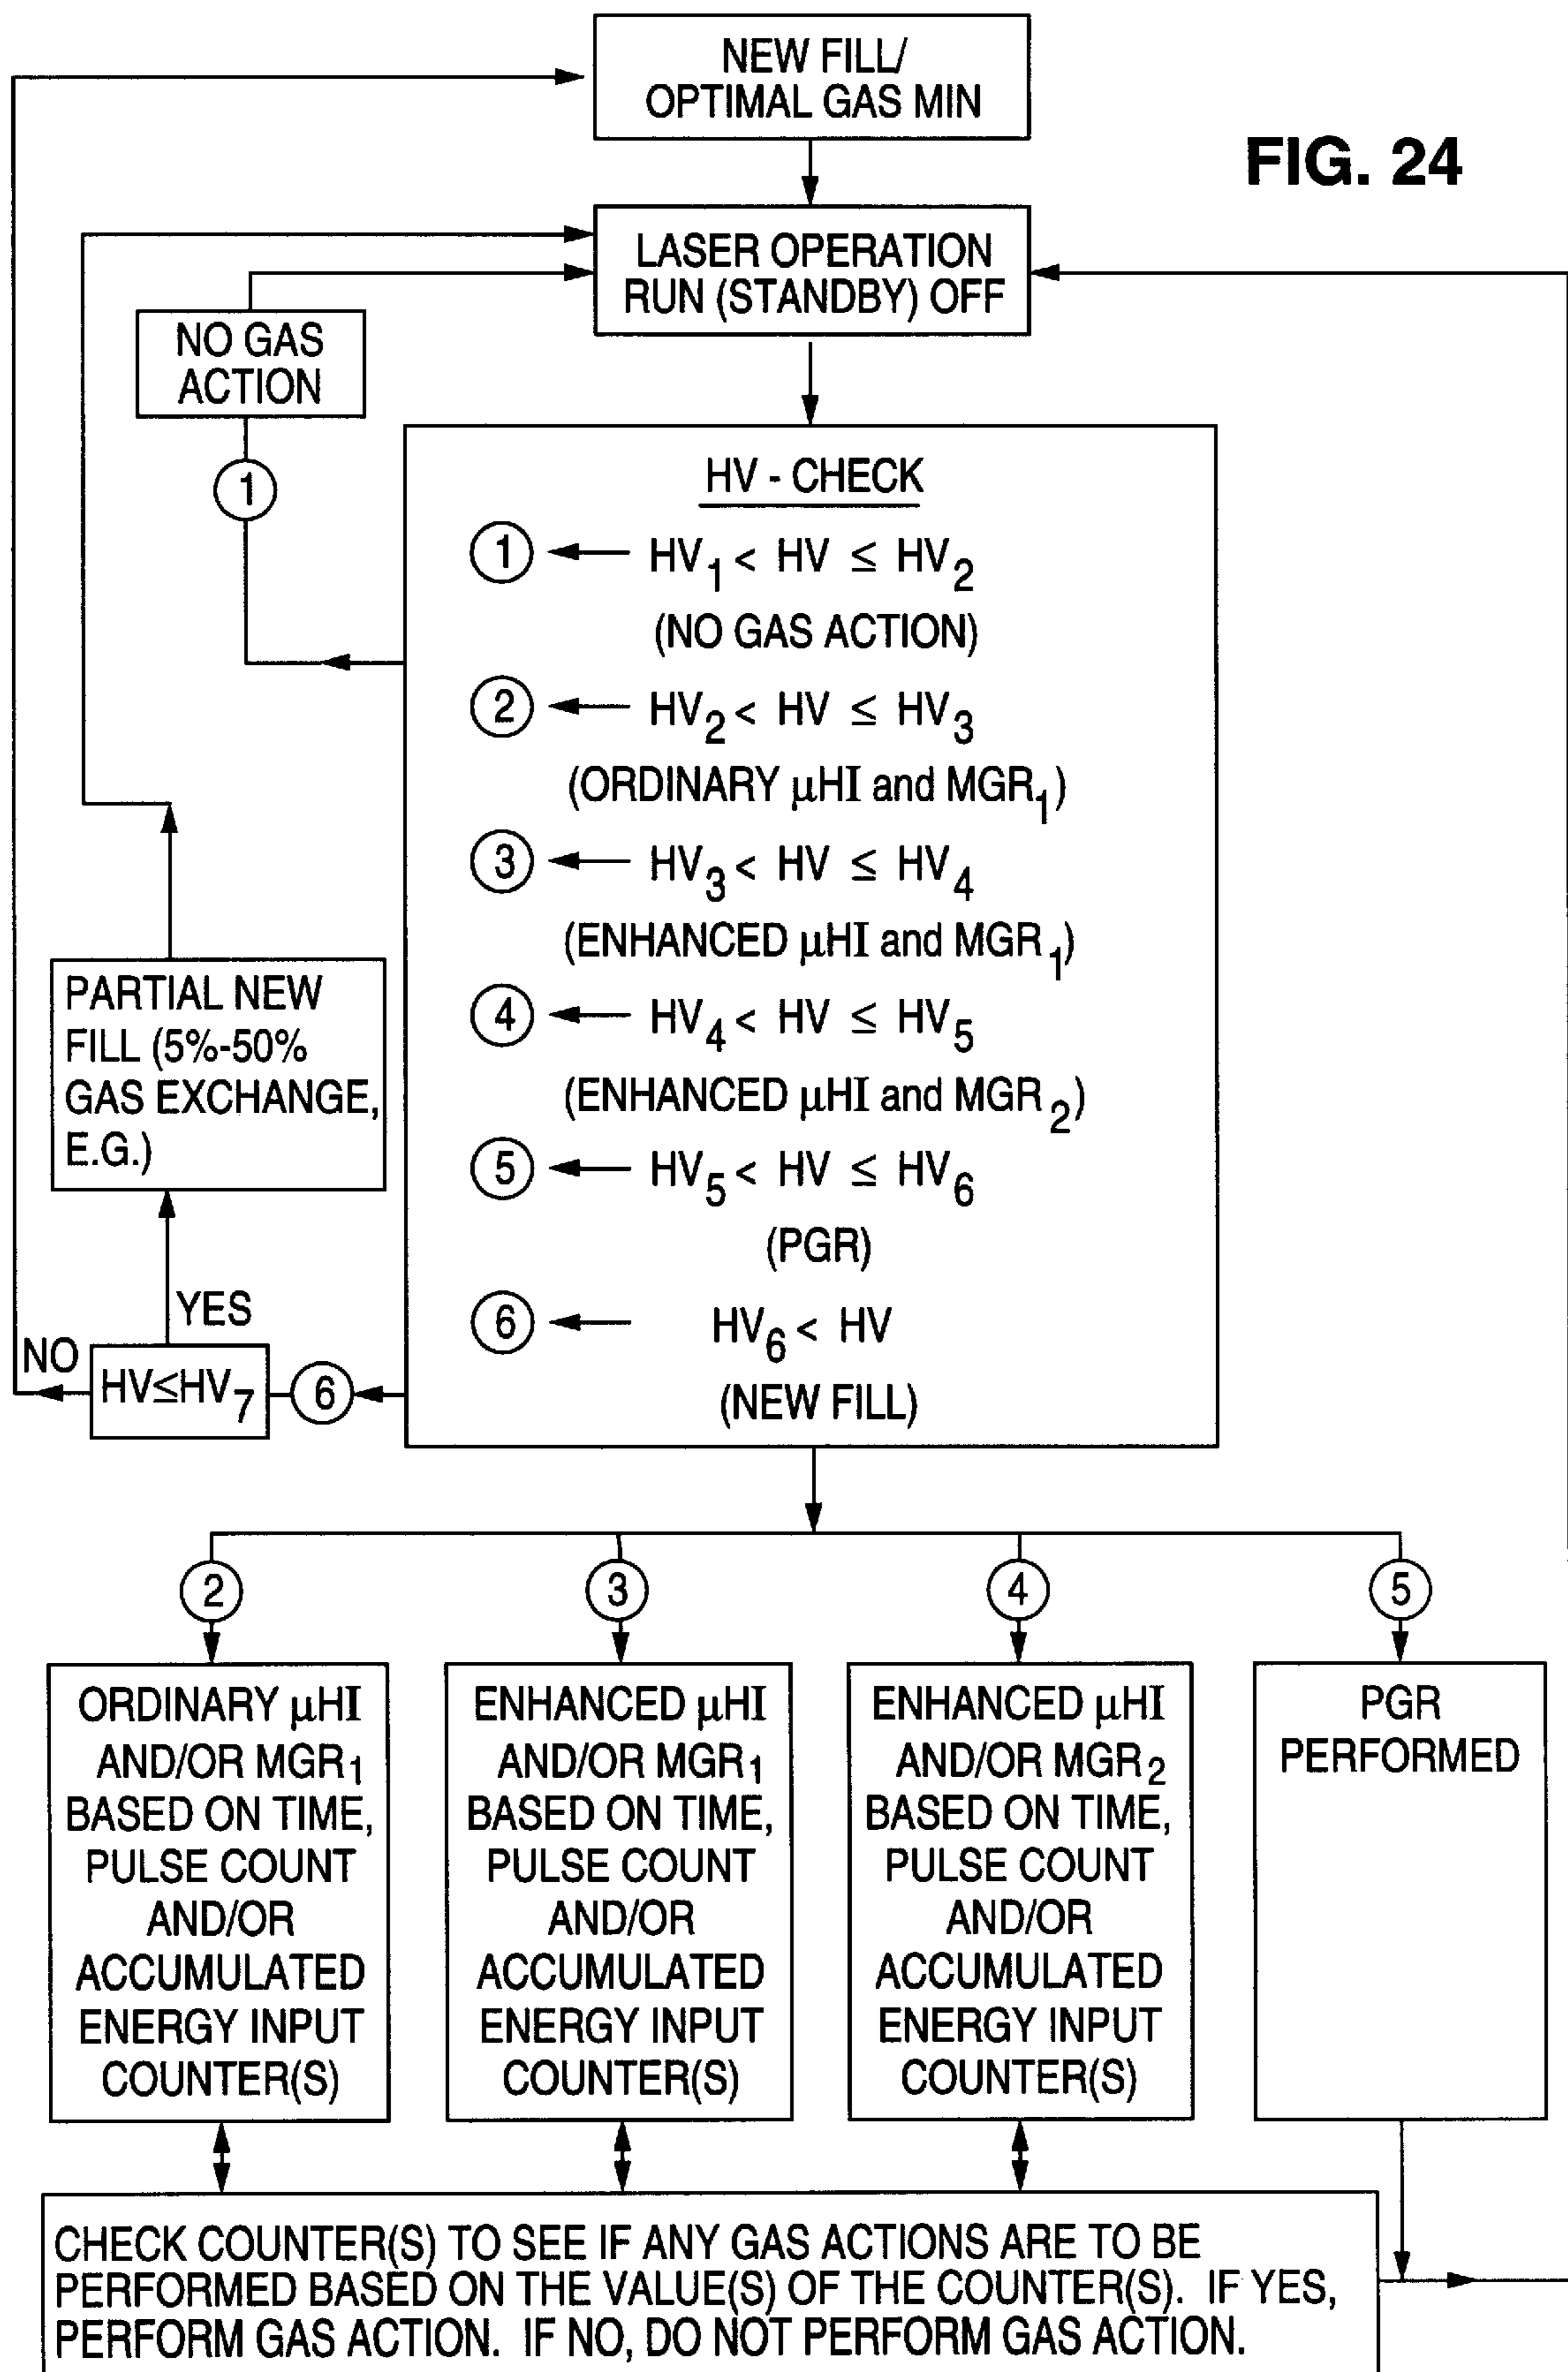 NEW FILL/
OPTIMAL GAS MIN
FIG. 24
LASER OPERATION
RUN (STANDBY) OFF
NO GAS
ACTION
1
HV - CHECK
1 HV1 < HV ≤ HV2
(NO GAS ACTION)
2 HV2 < HV ≤ HV3
(ORDINARY μHI and MGR1)
3 HV3 < HV ≤ HV4
(ENHANCED μHI and MGR1)
4 HV4 < HV ≤ HV5
(ENHANCED μHI and MGR2)
5 HV5 < HV ≤ HV6
(PGR)
6 HV6 < HV
(NEW FILL)
PARTIAL NEW
FILL (5%-50%
GAS EXCHANGE,
E.G.)
YES
NO
HV≤HV7
6
2
3
4
5
ORDINARY μHI
AND/OR MGR1
BASED ON TIME,
PULSE COUNT
AND/OR
ACCUMULATED
ENERGY INPUT
COUNTER(S)
ENHANCED μHI
AND/OR MGR1
BASED ON TIME,
PULSE COUNT
AND/OR
ACCUMULATED
ENERGY INPUT
COUNTER(S)
ENHANCED μHI
AND/OR MGR2
BASED ON TIME,
PULSE COUNT
AND/OR
ACCUMULATED
ENERGY INPUT
COUNTER(S)
PGR
PERFORMED
CHECK COUNTER(S) TO SEE IF ANY GAS ACTIONS ARE TO BE
PERFORMED BASED ON THE VALUE(S) OF THE COUNTER(S). IF YES,
PERFORM GAS ACTION. IF NO, DO NOT PERFORM GAS ACTION.